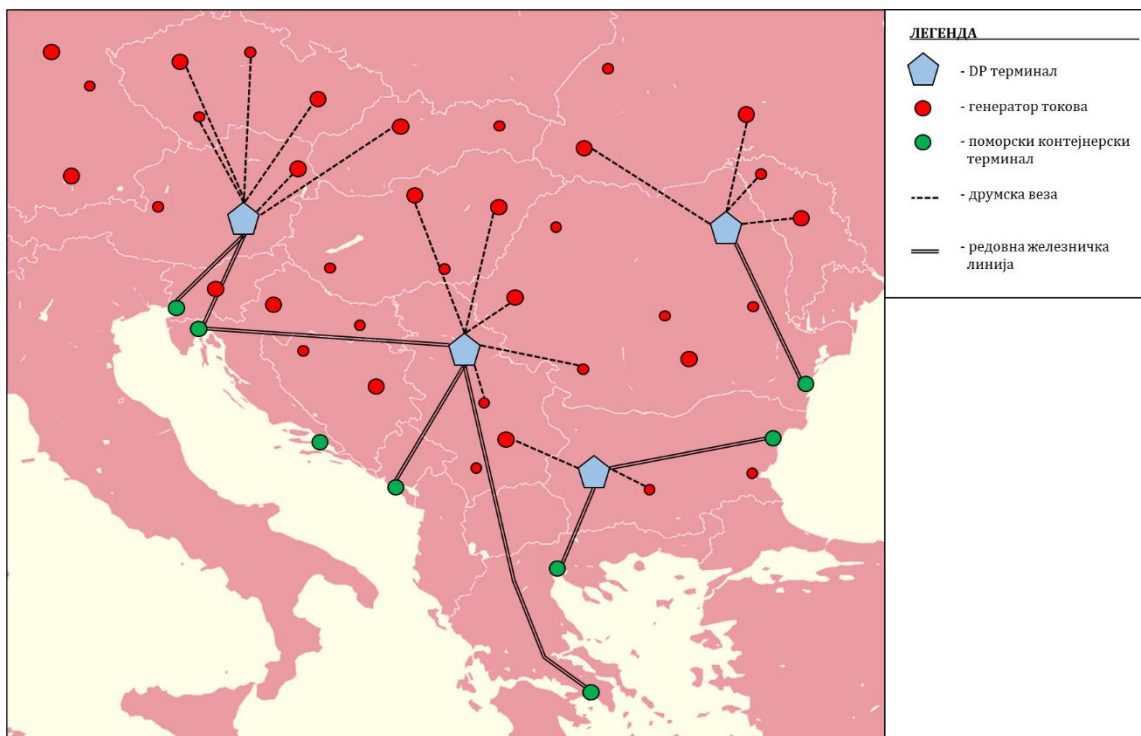 ЛЕГЕНДА
- DP терминал
- генератор токова
- поморски контејнерски
терминал
- друмска веза
- редовна железничка
линија